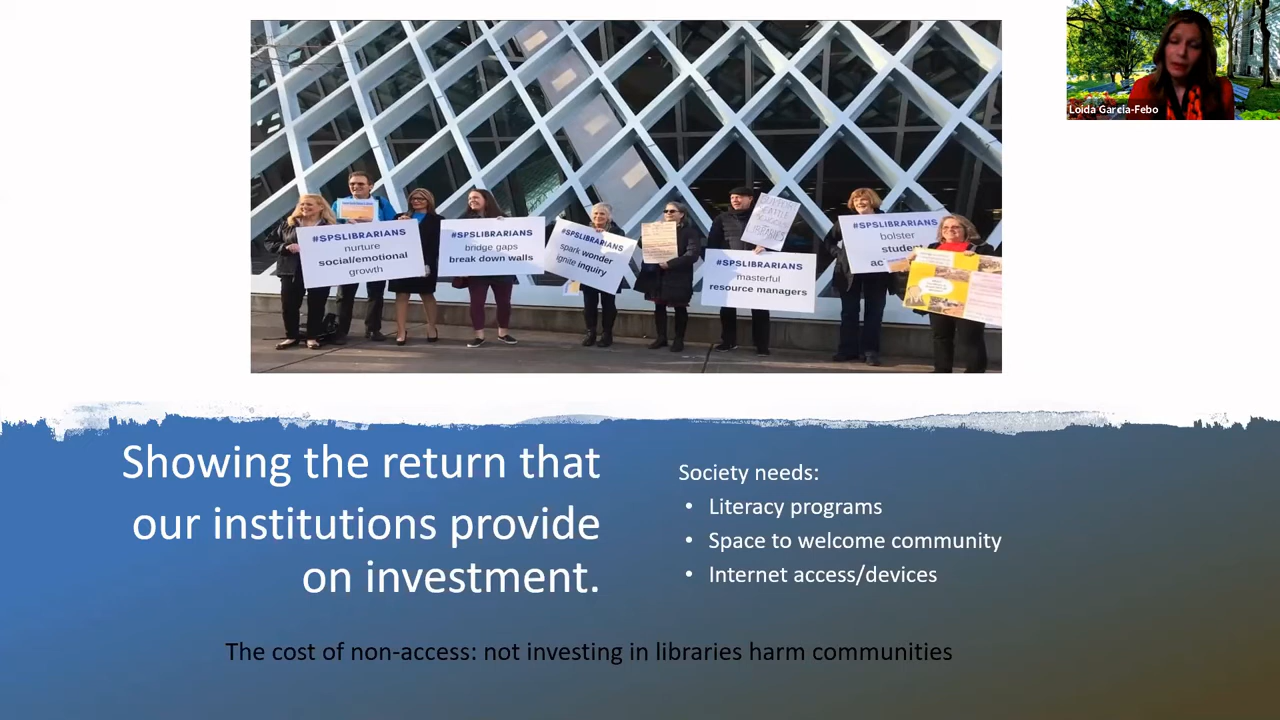 Loida Garcia-Febo
#SPSLIBRARIANS
nurture
social/emotional
growth
#SPSLIBRARIANS
bridge gaps
break down walls
#SPSLIBRARIANS
spark wonder
ignite inquiry
#SPSLIBRARIANS
masterful
resource managers
#SPSLIBRARIANS
bolster
student
ac
Showing the return that
our institutions provide
on investment.
Society needs:
• Literacy programs
• Space to welcome community
• Internet access/devices
The cost of non-access: not investing in libraries harm communities